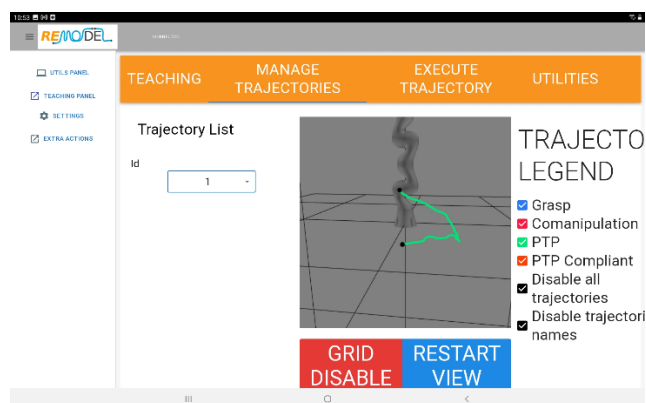 10:53
REMODEL
UTILS PANEL
TEACHING PANEL
SETTINGS
EXTRA ACTIONS
TEACHING
MANAGE
TRAJECTORIES
EXECUTE
TRAJECTORY
UTILITIES
Trajectory List
Id
1
TRAJECTO
LEGEND
Grasp
Comanipulation
PTP
PTP Compliant
Disable all
trajectories
Disable trajectori
names
GRID
DISABLE
RESTART
VIEW